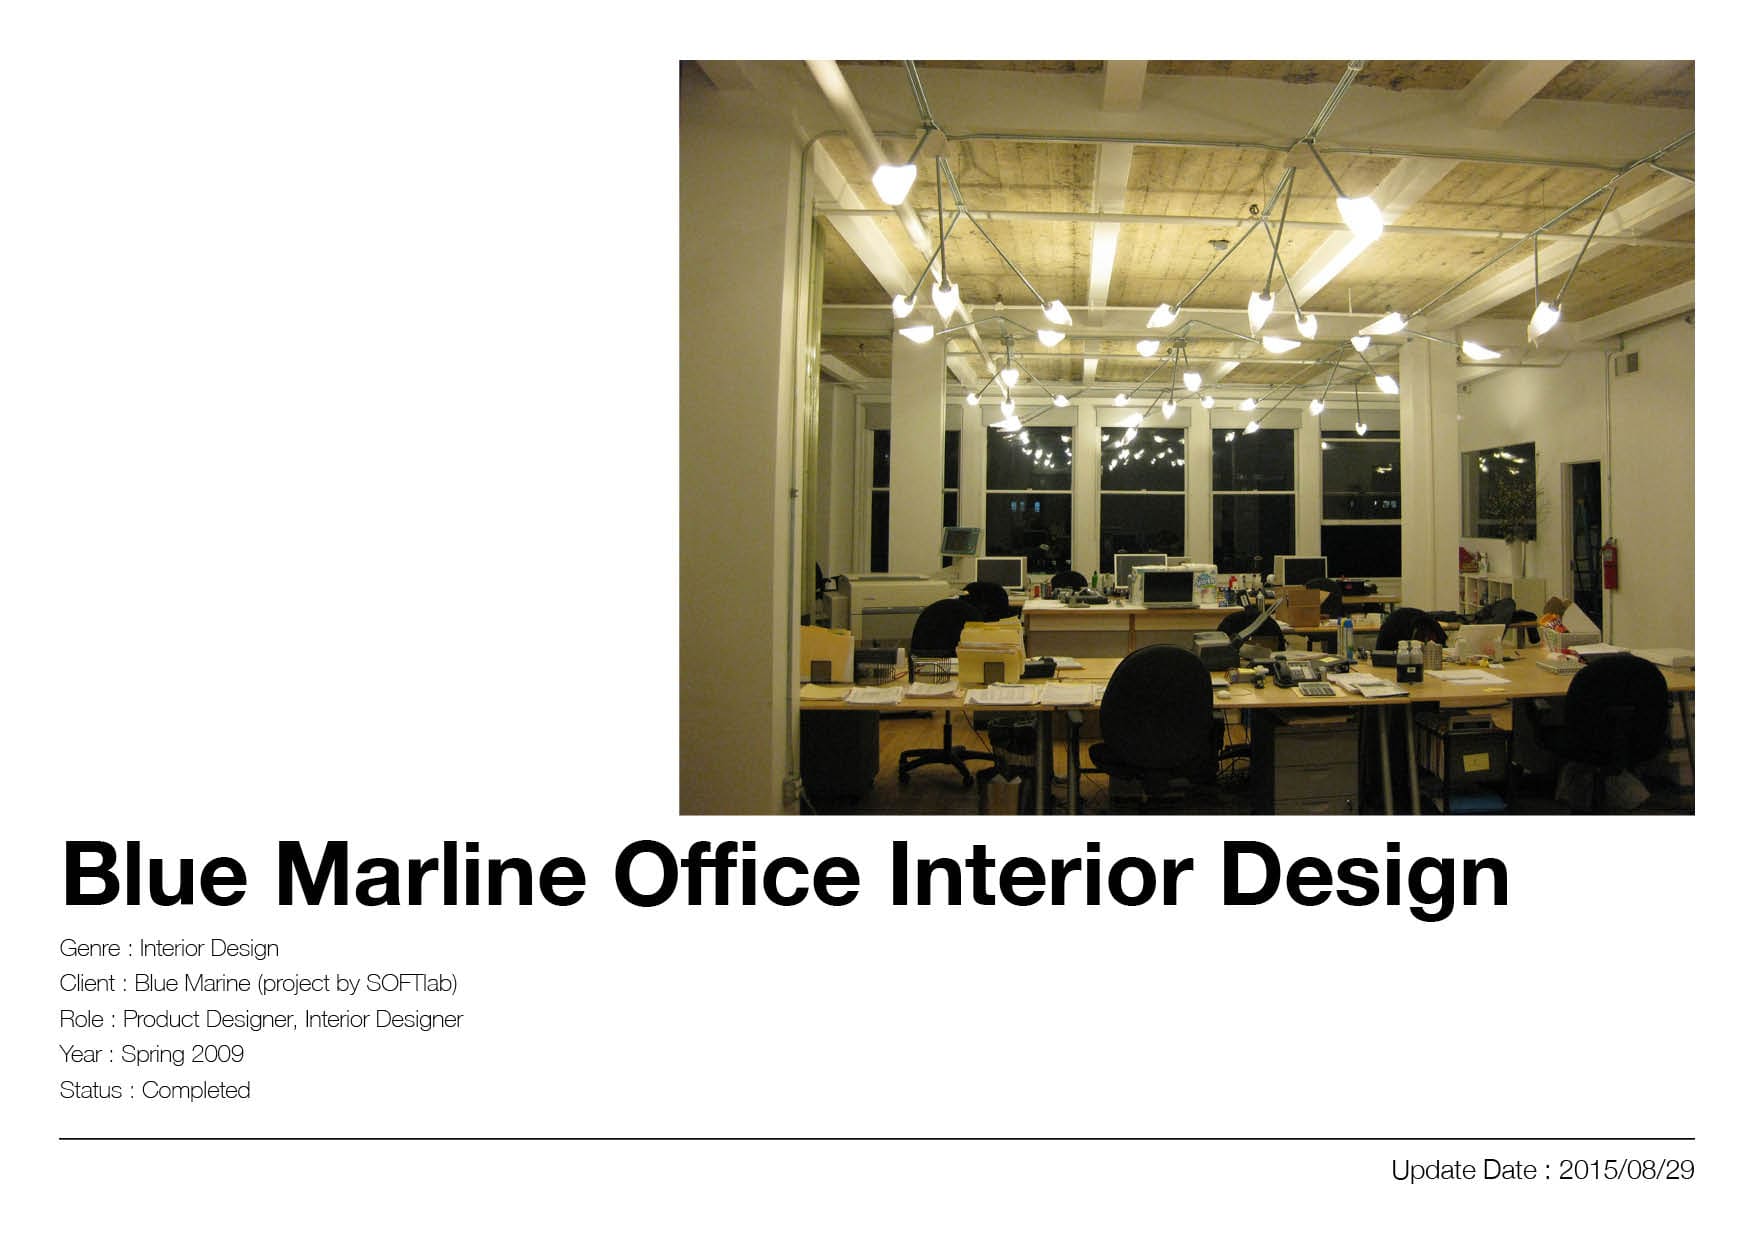 Blue Marline Office Interior Design
Genre : Interior Design
Client : Blue Marine (project by SOFTlab)
Role : Product Designer, Interior Designer
Year : Spring 2009
Status : Completed
Update Date : 2015/08/29